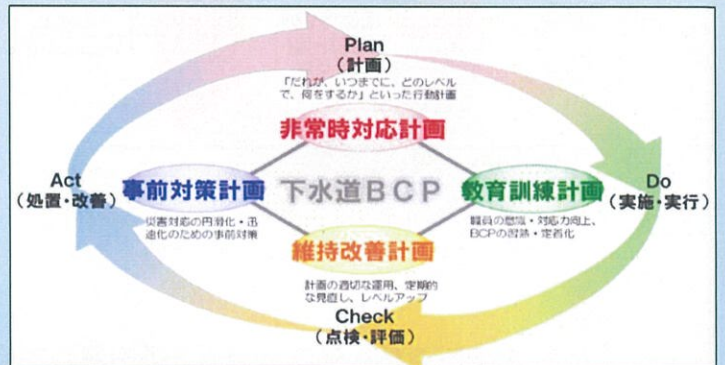 Plan
（計画）
「だれが、いつまでに、どのレベル
で、何をするか」といった行動計画
非常時対応計画
Act
（処置・改善）
事前対策計画
災害対応の円滑化・迅
速化のための事前対策
下水道BCP
教育訓練計画
職員の意識・対応力向上、
BCPの習熟・定着化
Do
（実施・実行）
維持改善計画
計画の適切な運用、定期的
な見直し、レベルアップ
Check
（点検・評価）